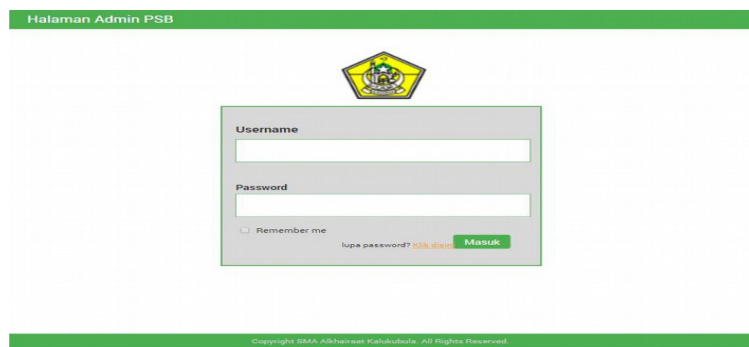 Halaman Admin PSB
Username
Password
Remember me
lupa password? Klik disini Masuk
Copyright SMA Alkhairaat Kalukubula. All Rights Reserved.